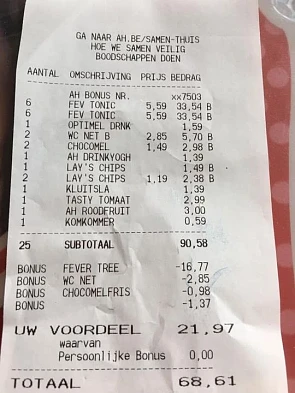 GA NAAR AH.BE/SAMEN-THUIS
HOE WE SAMEN VEILIG
BOODSCHAPPEN DOEN
AANTAL OMSCHRIJVING PRIJS BEDRAG
AH BONUS NR. xx7503
6 FEV TONIC 5,59 33,54 B
6 FEV TONIC 5,59 33,54 B
1 OPTIMEL DRNK 1,59
2 WC NET B 2,85 5,70 B
2 CHOCOMEL 1,49 2,98 B
1 AH DRINKYOGH 1,39
1 LAY'S CHIPS 1,49 B
2 LAY'S CHIPS 1,19 2,38 B
1 KLUITSLA 1,39
1 TASTY TOMAAT 2,99
1 AH ROODFRUIT 3,00
1 KOMKOMMER 0,59
25 SUBTOTAAL 90,58
BONUS FEVER TREE -16,77
BONUS WC NET -2,85
BONUS CHOCOMELFRIS -0,98
BONUS -1,37
UW VOORDEEL 21,97
waarvan
Persoonlijke Bonus 0,00
TOTAAL 68,61